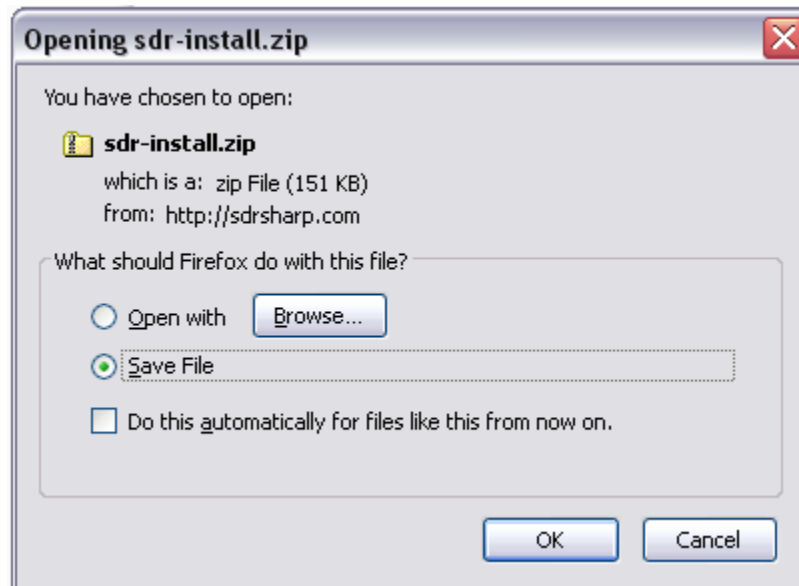 Opening sdr-install.zip
You have chosen to open:
sdr-install.zip
which is a: zip File (151 KB)
from: http://sdrsharp.com
What should Firefox do with this file?
Open with Browse...
Save File
Do this automatically for files like this from now on.
OK Cancel